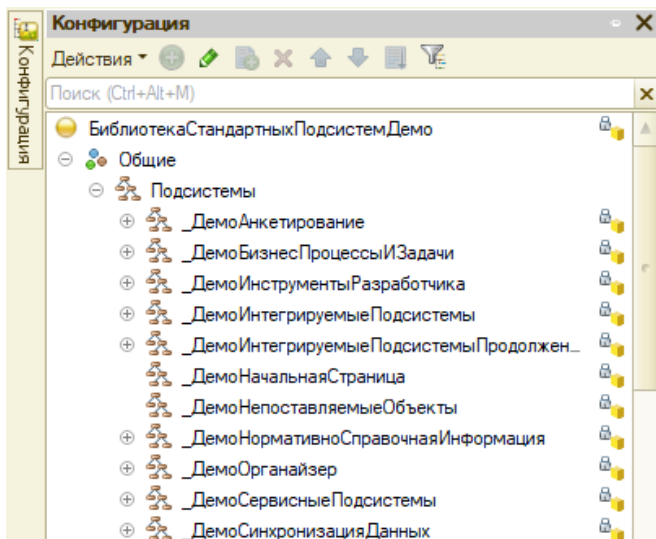 Конфигурация
Конфигурация
Действия
Поиск (Ctrl+Alt+M)
БиблиотекаСтандартныхПодсистемДемо
Общие
Подсистемы
_ДемоАнкетирование
_ДемоБизнесПроцессыИЗадачи
_ДемоИнструментыРазработчика
_ДемоИнтегрируемыеПодсистемы
_ДемоИнтегрируемыеПодсистемыПродолжен...
_ДемоНачальнаяСтраница
_ДемоНепоставляемыеОбъекты
_ДемоНормативноСправочнаяИнформация
_ДемоОрганайзер
_ДемоСервисныеПодсистемы
_ДемоСинхронизацияДанных